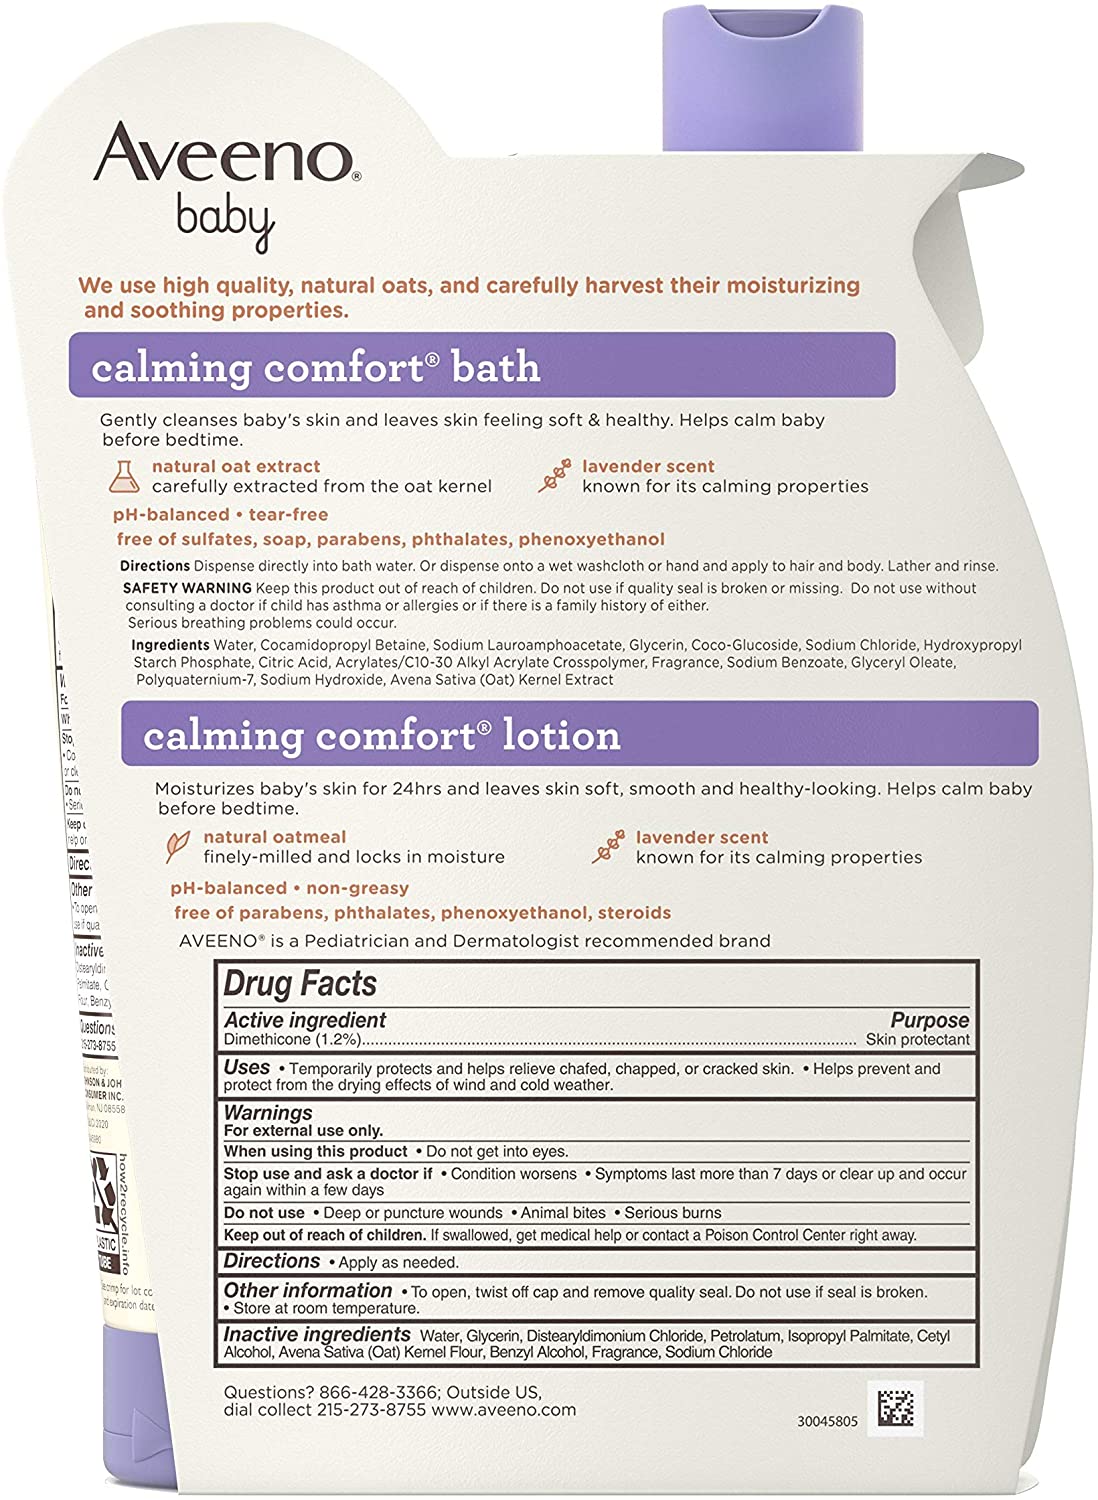 Aveeno®
baby
We use high quality, natural oats, and carefully harvest their moisturizing
and soothing properties.
calming comfort® bath
Gently cleanses baby's skin and leaves skin feeling soft & healthy. Helps calm baby
before bedtime.
natural oat extract
carefully extracted from the oat kernel
lavender scent
known for its calming properties
pH-balanced • tear-free
free of sulfates, soap, parabens, phthalates, phenoxyethanol
Directions Dispense directly into bath water. Or dispense onto a wet washcloth or hand and apply to hair and body. Lather and rinse.
SAFETY WARNING Keep this product out of reach of children. Do not use if quality seal is broken or missing. Do not use without
consulting a doctor if child has asthma or allergies or if there is a family history of either.
Serious breathing problems could occur.
Ingredients Water, Cocamidopropyl Betaine, Sodium Lauroamphoacetate, Glycerin, Coco-Glucoside, Sodium Chloride, Hydroxypropyl
Starch Phosphate, Citric Acid, Acrylates/C10-30 Alkyl Acrylate Crosspolymer, Fragrance, Sodium Benzoate, Glyceryl Oleate,
Polyquaternium-7, Sodium Hydroxide, Avena Sativa (Oat) Kernel Extract
calming comfort® lotion
Moisturizes baby's skin for 24hrs and leaves skin soft, smooth and healthy-looking. Helps calm baby
before bedtime.
natural oatmeal
finely-milled and locks in moisture
lavender scent
known for its calming properties
pH-balanced • non-greasy
free of parabens, phthalates, phenoxyethanol, steroids
AVEENO® is a Pediatrician and Dermatologist recommended brand
Drug Facts
Active ingredient Purpose
Dimethicone (1.2%)........ Skin protectant
Uses • Temporarily protects and helps relieve chafed, chapped, or cracked skin. • Helps prevent and
protect from the drying effects of wind and cold weather.
Warnings
For external use only.
When using this product • Do not get into eyes.
Stop use and ask a doctor if • Condition worsens • Symptoms last more than 7 days or clear up and occur
again within a few days
Do not use • Deep or puncture wounds • Animal bites • Serious burns
Keep out of reach of children. If swallowed, get medical help or contact a Poison Control Center right away.
Directions • Apply as needed.
Other information • To open, twist off cap and remove quality seal. Do not use if seal is broken.
• Store at room temperature.
Inactive ingredients Water, Glycerin, Distearyldimonium Chloride, Petrolatum, Isopropyl Palmitate, Cetyl
Alcohol, Avena Sativa (Oat) Kernel Flour, Benzyl Alcohol, Fragrance, Sodium Chloride
Questions? 866-428-3366; Outside US,
dial collect 215-273-8755 www.aveeno.com
30045805
Other
To open
Questions
CONSUMER INC.
NJ 08558
2020
how2recycle.info